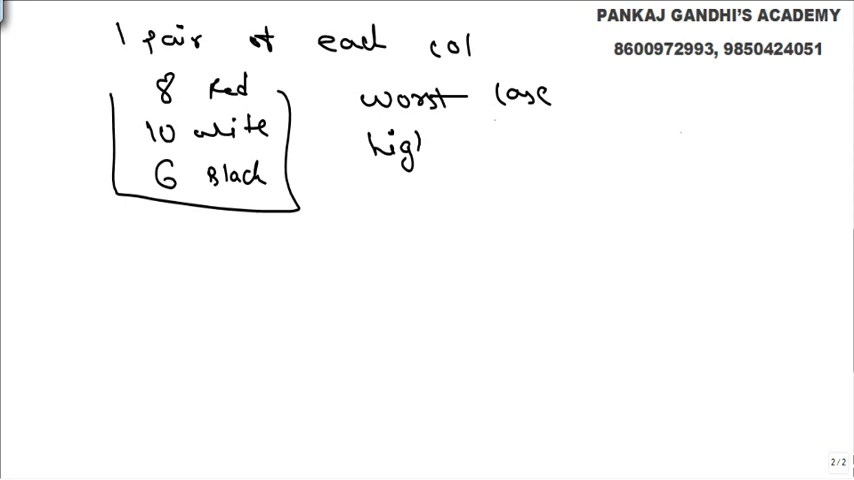 PANKAJ GANDHI'S ACADEMY
8600972993, 9850424051
1 pair of each col
8 Red
10 white
6 Black
worst case
high
2/2